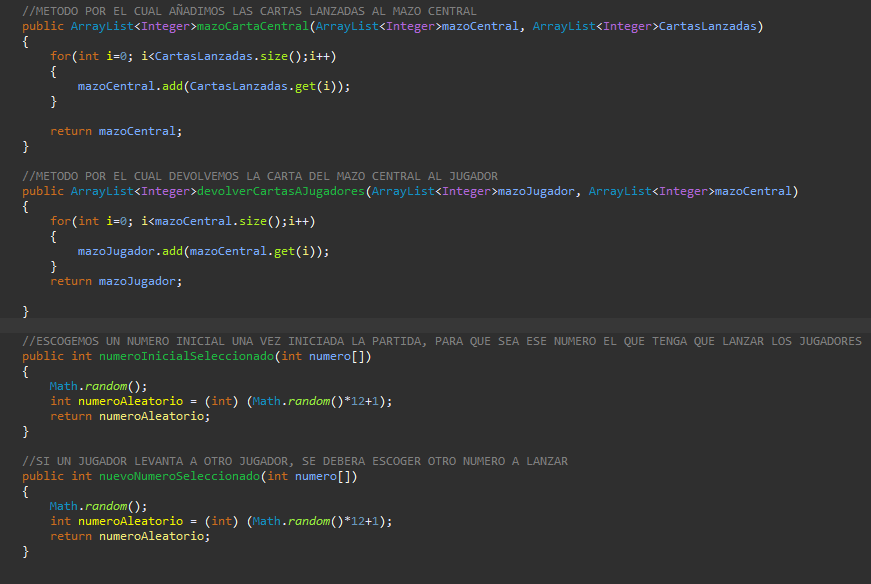 //METODO POR EL CUAL AÑADIMOS LAS CARTAS LANZADAS AL MAZO CENTRAL
public ArrayList<Integer>mazoCartaCentral(ArrayList<Integer>mazoCentral, ArrayList<Integer>CartasLanzadas)
{
for(int i=0; i<CartasLanzadas.size();i++)
{
mazoCentral.add(CartasLanzadas.get(i));
}
return mazoCentral;
}
//METODO POR EL CUAL DEVOLVEMOS LA CARTA DEL MAZO CENTRAL AL JUGADOR
public ArrayList<Integer>devolverCartasAJugadores(ArrayList<Integer>mazoJugador, ArrayList<Integer>mazoCentral)
{
for(int i=0; i<mazoCentral.size();i++)
{
mazoJugador.add(mazoCentral.get(i));
}
return mazoJugador;
}
//ESCOGEMOS UN NUMERO INICIAL UNA VEZ INICIADA LA PARTIDA, PARA QUE SEA ESE NUMERO EL QUE TENGA QUE LANZAR LOS JUGADORES
public int numeroInicialSeleccionado(int numero[])
{
Math.random();
int numeroAleatorio = (int) (Math.random()*12+1);
return numeroAleatorio;
}
//SI UN JUGADOR LEVANTA A OTRO JUGADOR, SE DEBERA ESCOGER OTRO NUMERO A LANZAR
public int nuevoNumeroSeleccionado(int numero[])
{
Math.random();
int numeroAleatorio = (int) (Math.random()*12+1);
return numeroAleatorio;
}